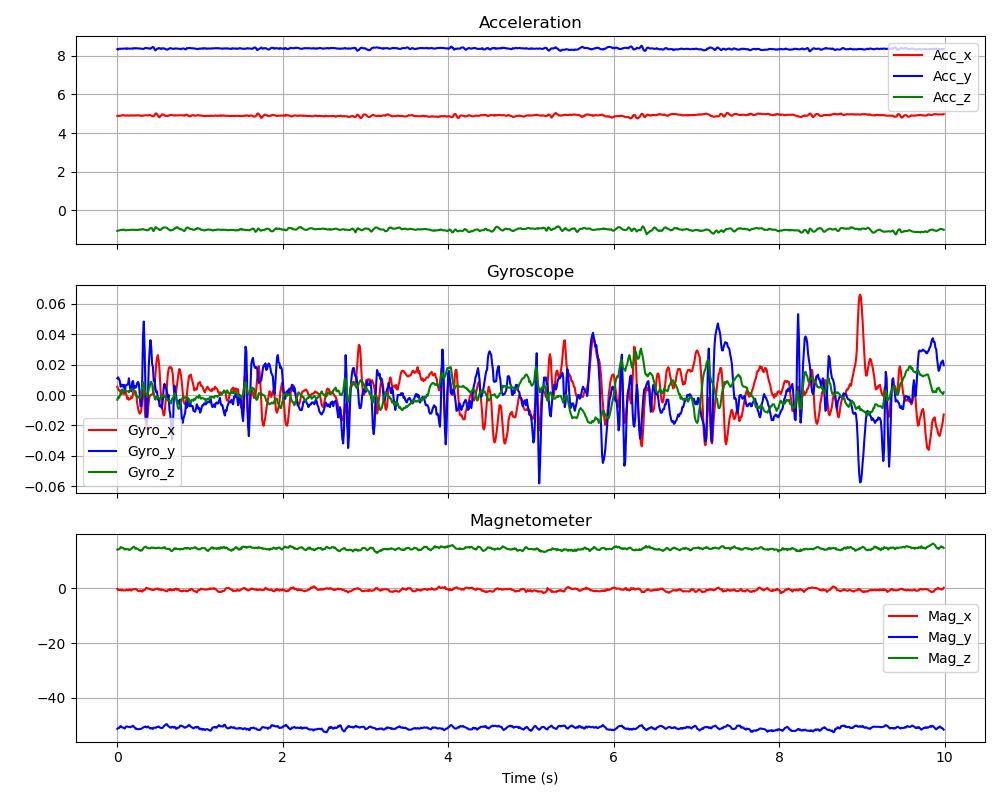 Acceleration
8
6
4
2
0
Acc_x
Acc_y
Acc_z
Gyroscope
0.06
0.04
0.02
0.00
−0.02
−0.04
−0.06
Gyro_x
Gyro_y
Gyro_z
Magnetometer
0
−20
−40
Mag_x
Mag_y
Mag_z
0 2 4 6 8 10
Time (s)